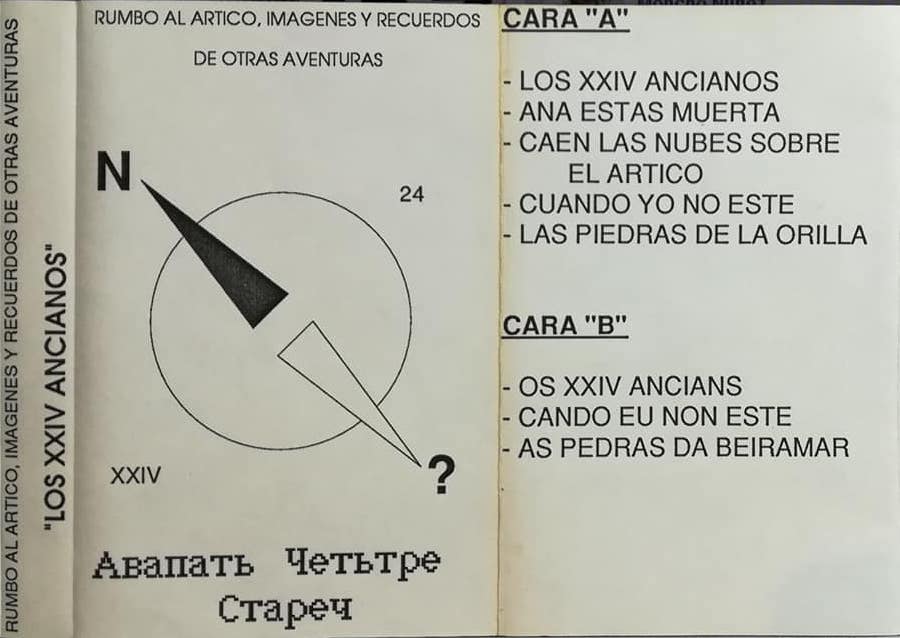 RUMBO AL ARTICO, IMAGENES Y RECUERDOS DE OTRAS AVENTURAS
"LOS XXIV ANCIANOS"
RUMBO AL ARTICO, IMAGENES Y RECUERDOS
DE OTRAS AVENTURAS
N
24
XXIV
?
Авапать Четьтре
Стареч
CARA "A"
- LOS XXIV ANCIANOS
- ANA ESTAS MUERTA
- CAEN LAS NUBES SOBRE
EL ARTICO
- CUANDO YO NO ESTE
- LAS PIEDRAS DE LA ORILLA
CARA "B"
- OS XXIV ANCIANS
- CANDO EU NON ESTE
- AS PEDRAS DA BEIRAMAR